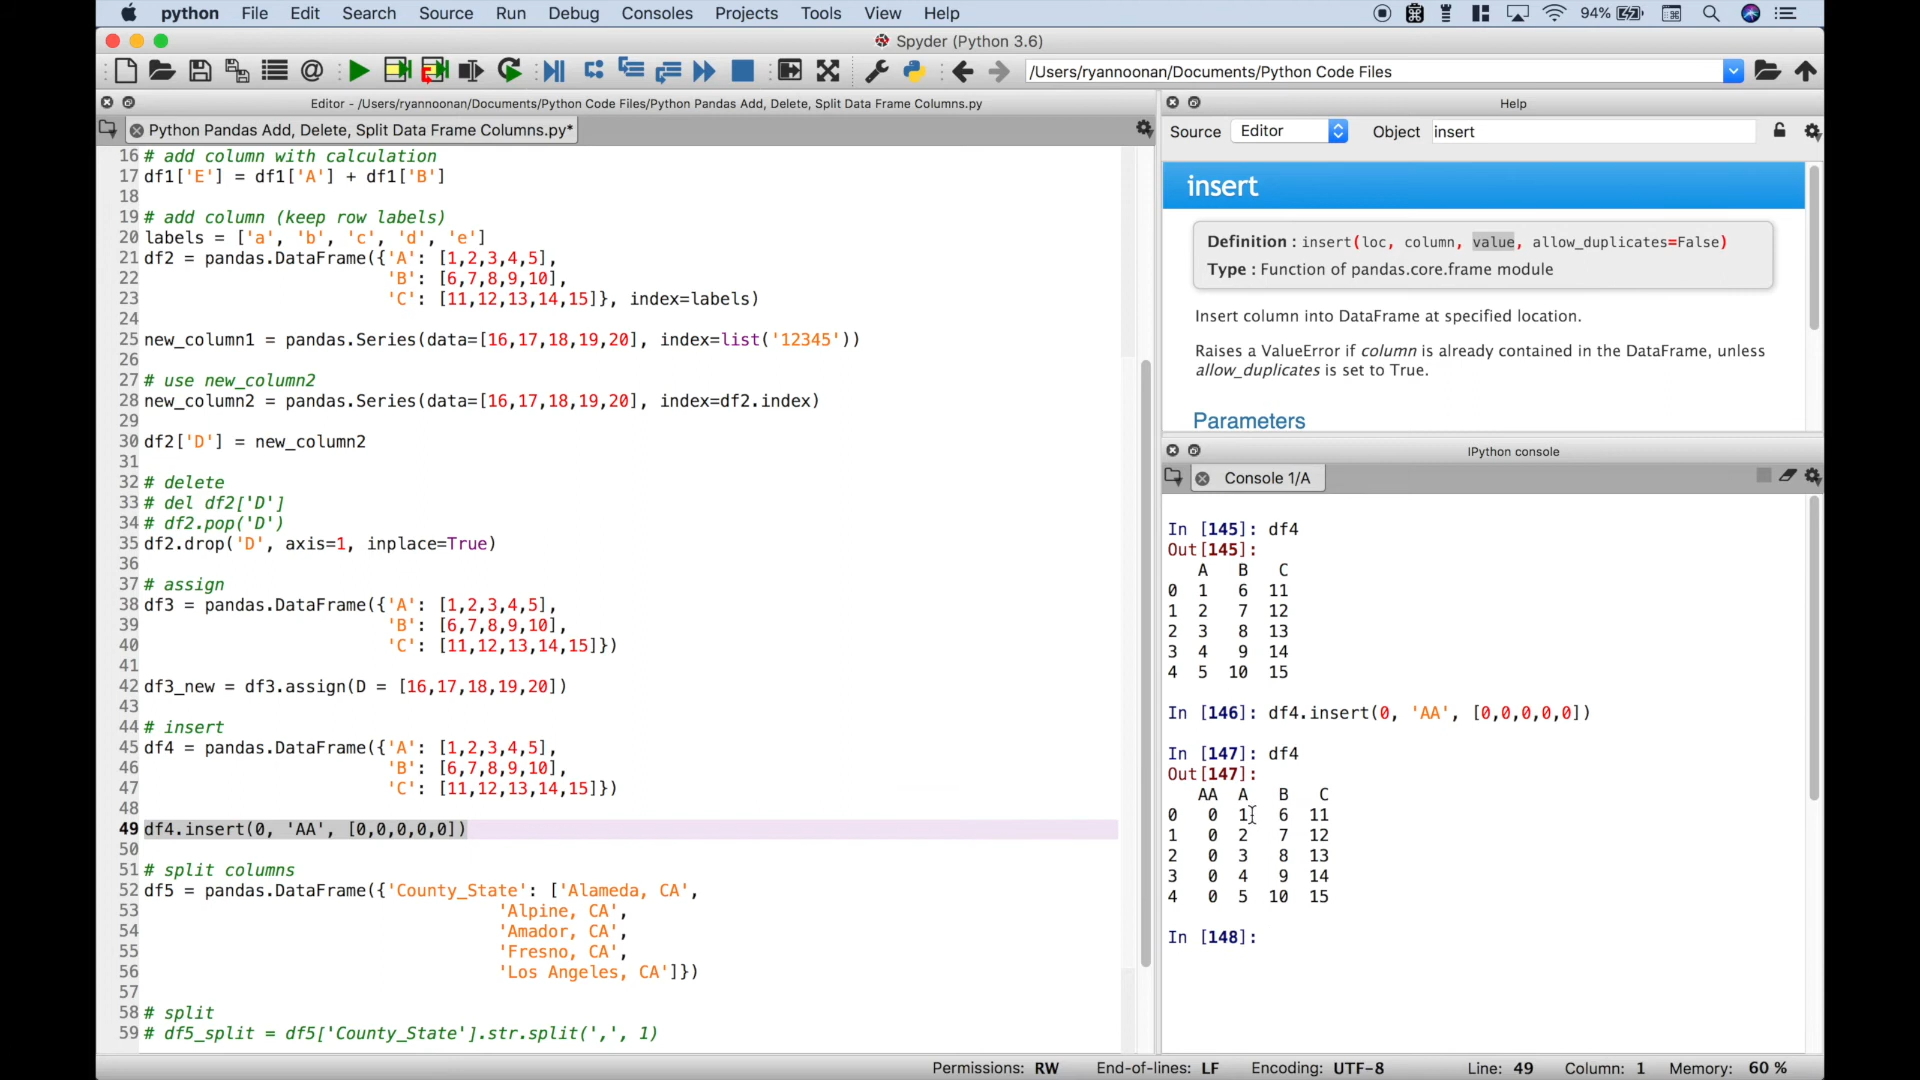 python File Edit Search Source Run Debug Consoles Projects Tools View Help 94%
Spyder (Python 3.6)
/Users/ryannoonan/Documents/Python Code Files
Editor - /Users/ryannoonan/Documents/Python Code Files/Python Pandas Add, Delete, Split Data Frame Columns.py
Python Pandas Add, Delete, Split Data Frame Columns.py*
16 # add column with calculation
17 df1['E'] = df1['A'] + df1['B']
18
19 # add column (keep row labels)
20 labels = ['a', 'b', 'c', 'd', 'e']
21 df2 = pandas.DataFrame({'A': [1,2,3,4,5],
22 'B': [6,7,8,9,10],
23 'C': [11,12,13,14,15]}, index=labels)
24
25 new_column1 = pandas.Series(data=[16,17,18,19,20], index=list('12345'))
26
27 # use new_column2
28 new_column2 = pandas.Series(data=[16,17,18,19,20], index=df2.index)
29
30 df2['D'] = new_column2
31
32 # delete
33 # del df2['D']
34 # df2.pop('D')
35 df2.drop('D', axis=1, inplace=True)
36
37 # assign
38 df3 = pandas.DataFrame({'A': [1,2,3,4,5],
39 'B': [6,7,8,9,10],
40 'C': [11,12,13,14,15]})
41
42 df3_new = df3.assign(D = [16,17,18,19,20])
43
44 # insert
45 df4 = pandas.DataFrame({'A': [1,2,3,4,5],
46 'B': [6,7,8,9,10],
47 'C': [11,12,13,14,15]})
48
49 df4.insert(0, 'AA', [0,0,0,0,0])
50
51 # split columns
52 df5 = pandas.DataFrame({'County_State': ['Alameda, CA',
53 'Alpine, CA',
54 'Amador, CA',
55 'Fresno, CA',
56 'Los Angeles, CA']})
57
58 # split
59 # df5_split = df5['County_State'].str.split(',', 1)
Help
Source Editor Object insert
insert
Definition : insert(loc, column, value, allow_duplicates=False)
Type : Function of pandas.core.frame module
Insert column into DataFrame at specified location.
Raises a ValueError if column is already contained in the DataFrame, unless
allow_duplicates is set to True.
Parameters
IPython console
Console 1/A
In [145]: df4
Out[145]:
A B C
0 1 6 11
1 2 7 12
2 3 8 13
3 4 9 14
4 5 10 15
In [146]: df4.insert(0, 'AA', [0,0,0,0,0])
In [147]: df4
Out[147]:
AA A B C
0 0 1 6 11
1 0 2 7 12
2 0 3 8 13
3 0 4 9 14
4 0 5 10 15
In [148]:
Permissions: RW End-of-lines: LF Encoding: UTF-8 Line: 49 Column: 1 Memory: 60 %